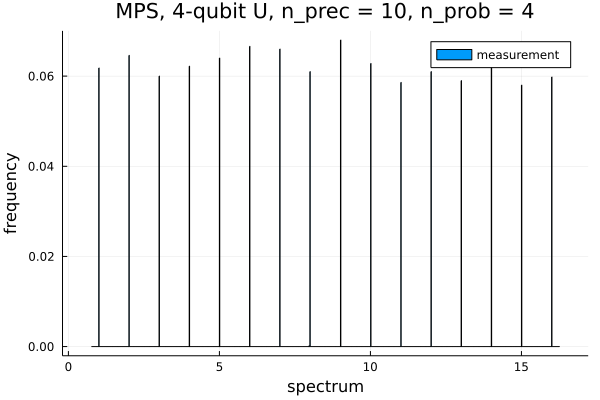 MPS, 4-qubit U, n_prec = 10, n_prob = 4
measurement
frequency
0.06
0.04
0.02
0.00
0
5
10
15
spectrum